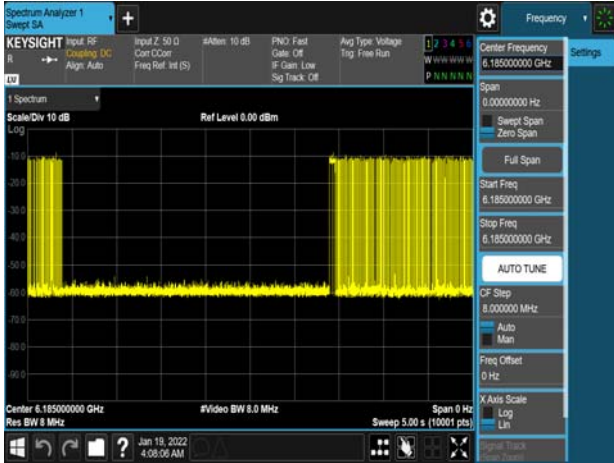 Spectrum Analyzer 1
Swept SA
+
Frequency
KEYSIGHT
R
LXI
Input: RF
Coupling: DC
Align: Auto
Input Z: 50 Ω
Corr CCorr
Freq Ref: Int (S)
#Atten: 10 dB
PNO: Fast
Gate: Off
IF Gain: Low
Sig Track: Off
Avg Type: Voltage
Trig: Free Run
1 2 3 4 5 6
W W W W W W
P N N N N N
Center Frequency
6.185000000 GHz
Settings
Span
0.00000000 Hz
Swept Span
Zero Span
Full Span
Start Freq
6.185000000 GHz
Stop Freq
6.185000000 GHz
AUTO TUNE
CF Step
8.000000 MHz
Auto
Man
Freq Offset
0 Hz
X Axis Scale
Log
Lin
Signal Track
(Span Zoom)
1 Spectrum
Scale/Div 10 dB
Ref Level 0.00 dBm
Log
-10.0
-20.0
-30.0
-40.0
-50.0
-60.0
-70.0
-80.0
-90.0
Center 6.185000000 GHz
#Video BW 8.0 MHz
Span 0 Hz
Res BW 8 MHz
Sweep 5.00 s (10001 pts)
?
Jan 19, 2022
4:08:06 AM